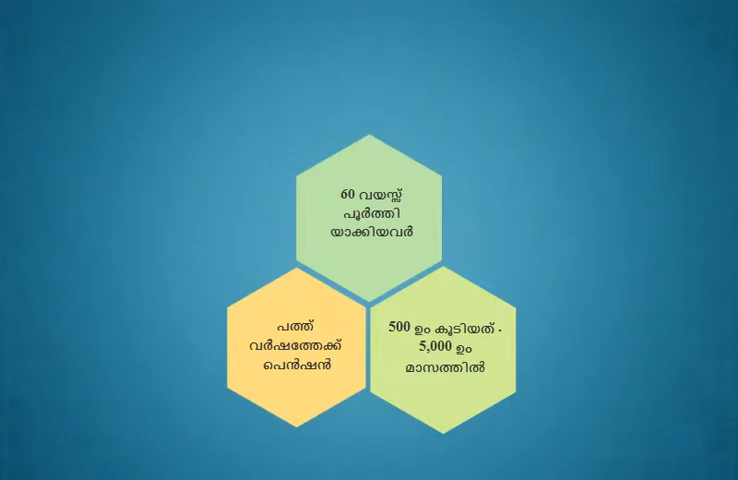 60 വയസ്സ്
പൂർത്തി
യാക്കിയവർ
പത്ത്
വർഷത്തേക്ക്
പെൻഷൻ
500 ഉം കൂടിയത് .
5,000 ഉം
മാസത്തിൽ